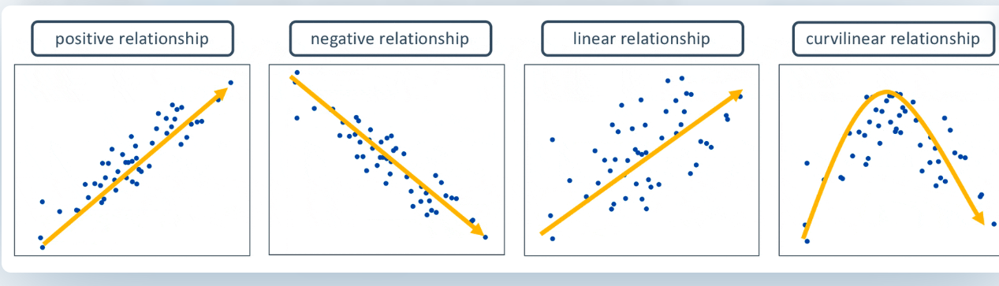 positive relationship
negative relationship
linear relationship
curvilinear relationship